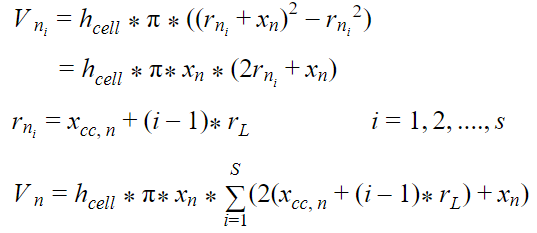 V_{n_i} = h_{cell} * π * ((r_{n_i} + x_n)^2 − r_{n_i}^2)
= h_{cell} * π* x_n * (2r_{n_i} + x_n)
r_{n_i} = x_{cc, n} + (i − 1)* r_L i = 1, 2, ...., s
V_n = h_{cell} * π* x_n * \sum_{i=1}^{S} (2(x_{cc, n} + (i − 1)* r_L) + x_n)